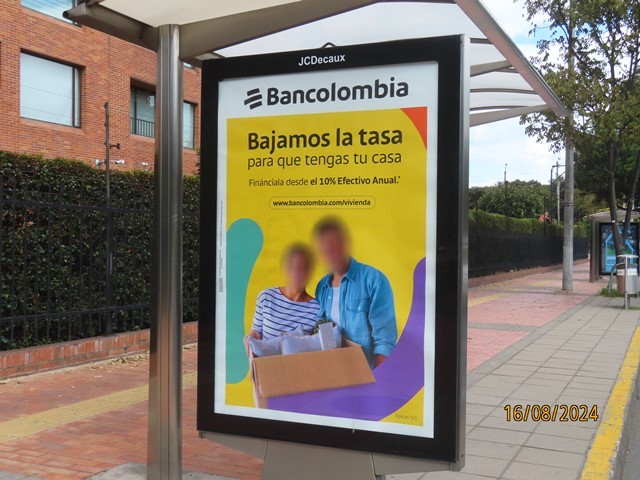 JCDecaux
Bancolombia
Bajamos la tasa
para que tengas tu casa
Finánciala desde el 10% Efectivo Anual.*
www.bancolombia.com/vivienda
16/08/2024